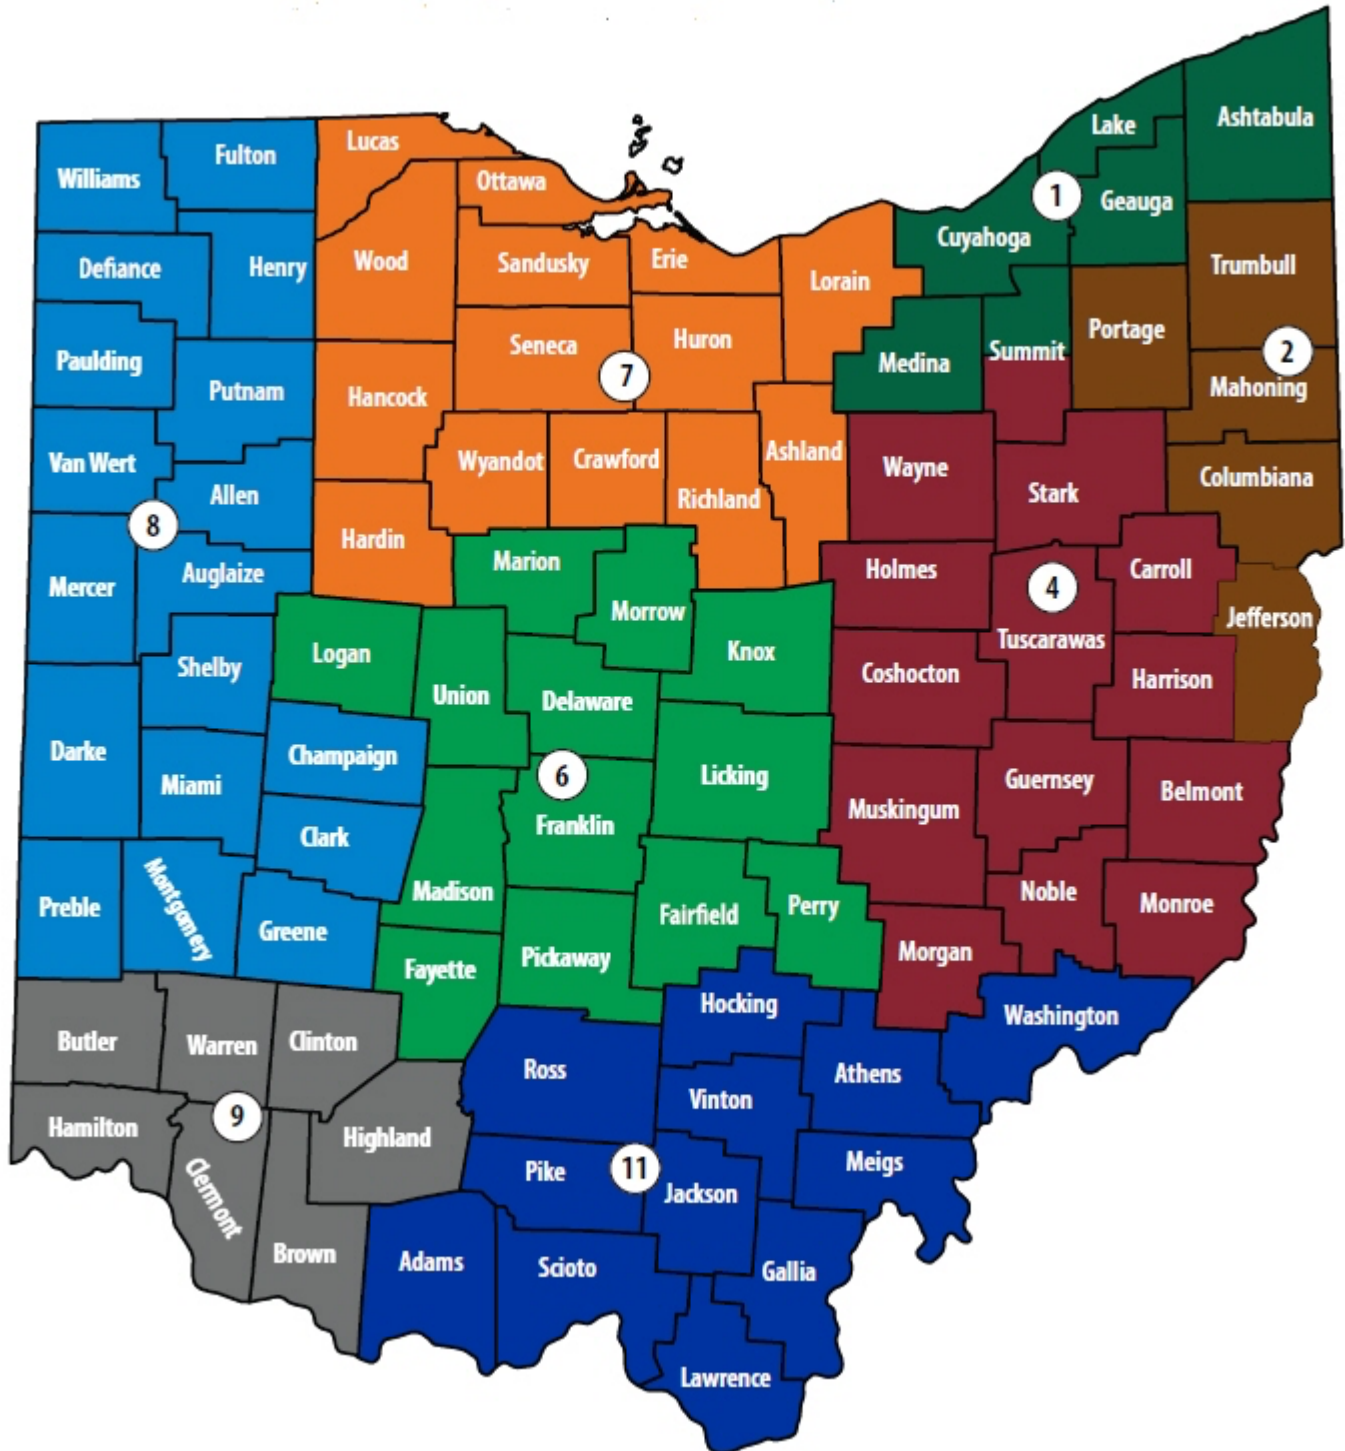 Lake
Ashtabula
Lucas
Fulton
Williams
Ottawa
1
Geauga
Cuyahoga
Defiance
Henry
Wood
Sandusky
Erie
Lorain
Trumbull
Paulding
Seneca
Huron
Medina
Summit
Portage
2
Mahoning
7
Putnam
Hancock
Van Wert
Wyandot
Crawford
Ashland
Wayne
Columbiana
Allen
Richland
Stark
8
Hardin
Mercer
Auglaize
Marion
Holmes
4
Carroll
Morrow
Jefferson
Logan
Shelby
Knox
Tuscarawas
Union
Delaware
Coshocton
Harrison
Darke
Champaign
Miami
6
Licking
Guernsey
Belmont
Clark
Franklin
Muskingum
Preble
Montgomery
Madison
Noble
Monroe
Greene
Fairfield
Perry
Fayette
Pickaway
Morgan
Hocking
Washington
Butler
Warren
Clinton
Ross
Athens
Hamilton
9
Vinton
Highland
Clermont
Pike
11
Jackson
Meigs
Brown
Adams
Scioto
Gallia
Lawrence